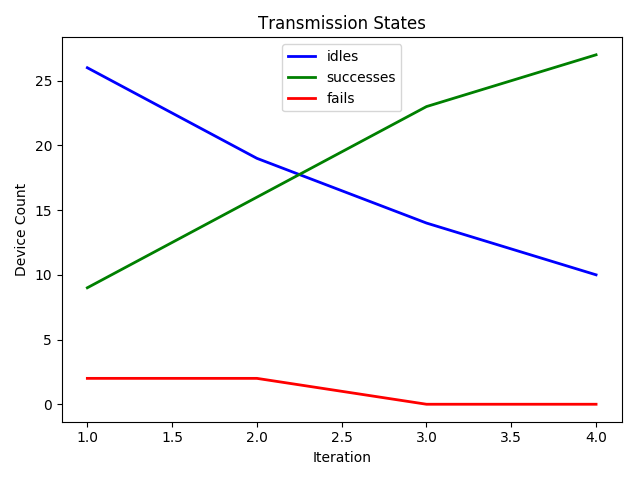 Transmission States
idles
successes
fails
Device Count
25
20
15
10
5
0
1.0 1.5 2.0 2.5 3.0 3.5 4.0
Iteration